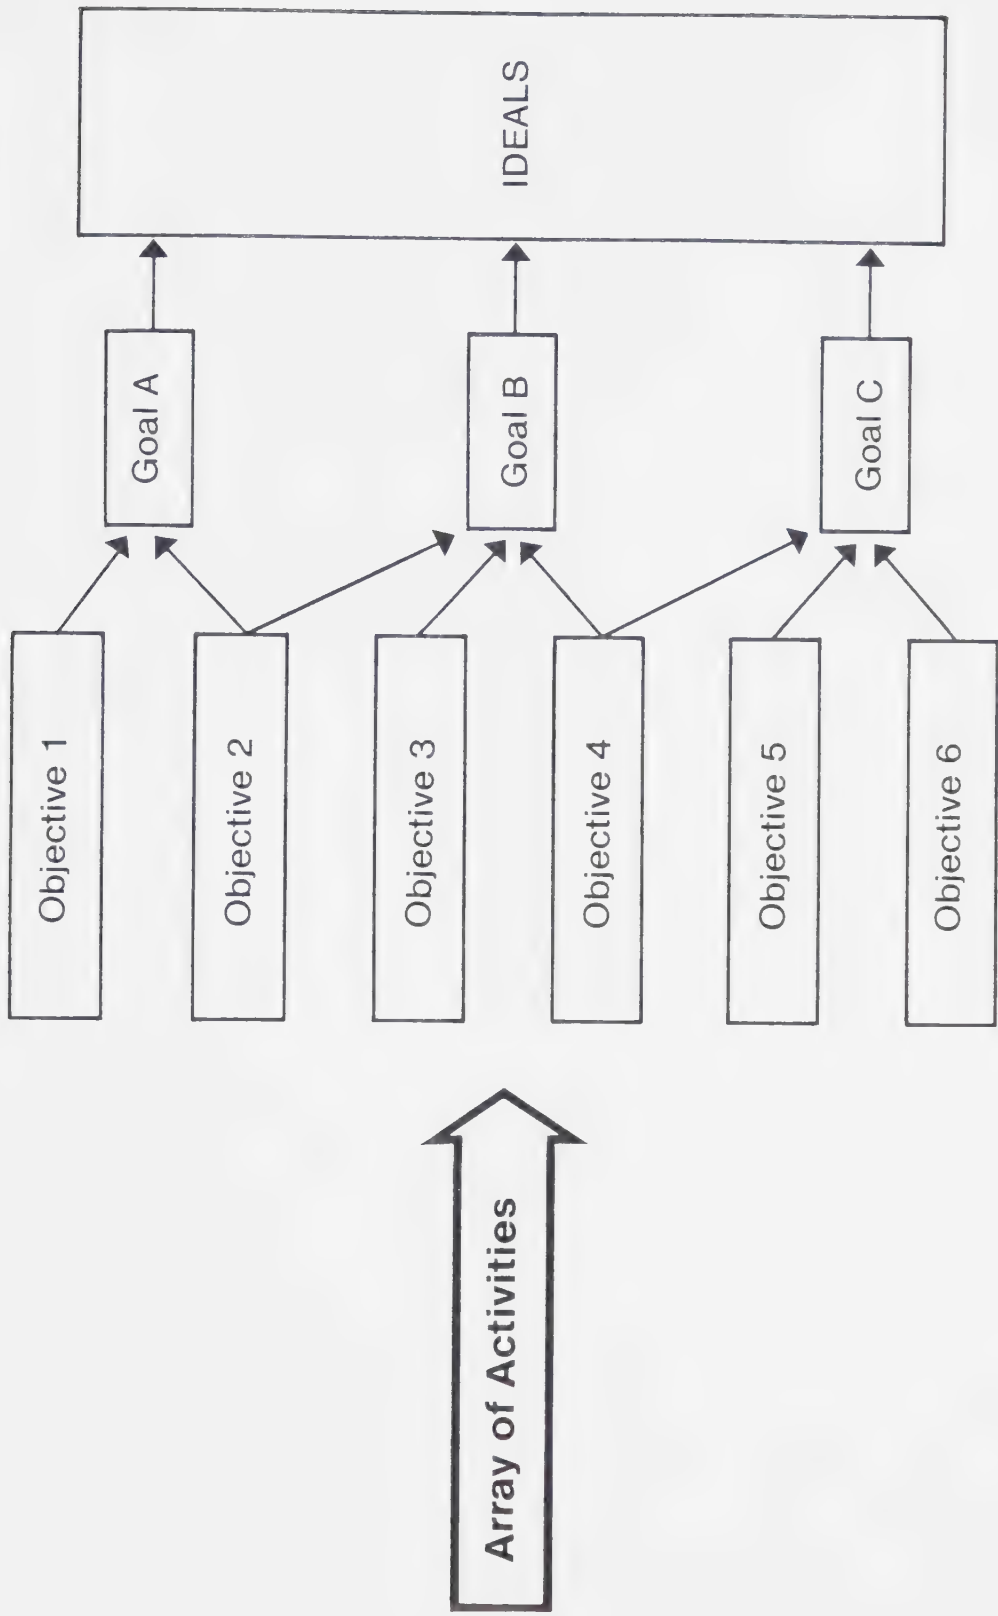 Array of Activities
Objective 1
Objective 2
Objective 3
Objective 4
Objective 5
Objective 6
Goal A
Goal B
Goal C
IDEALS